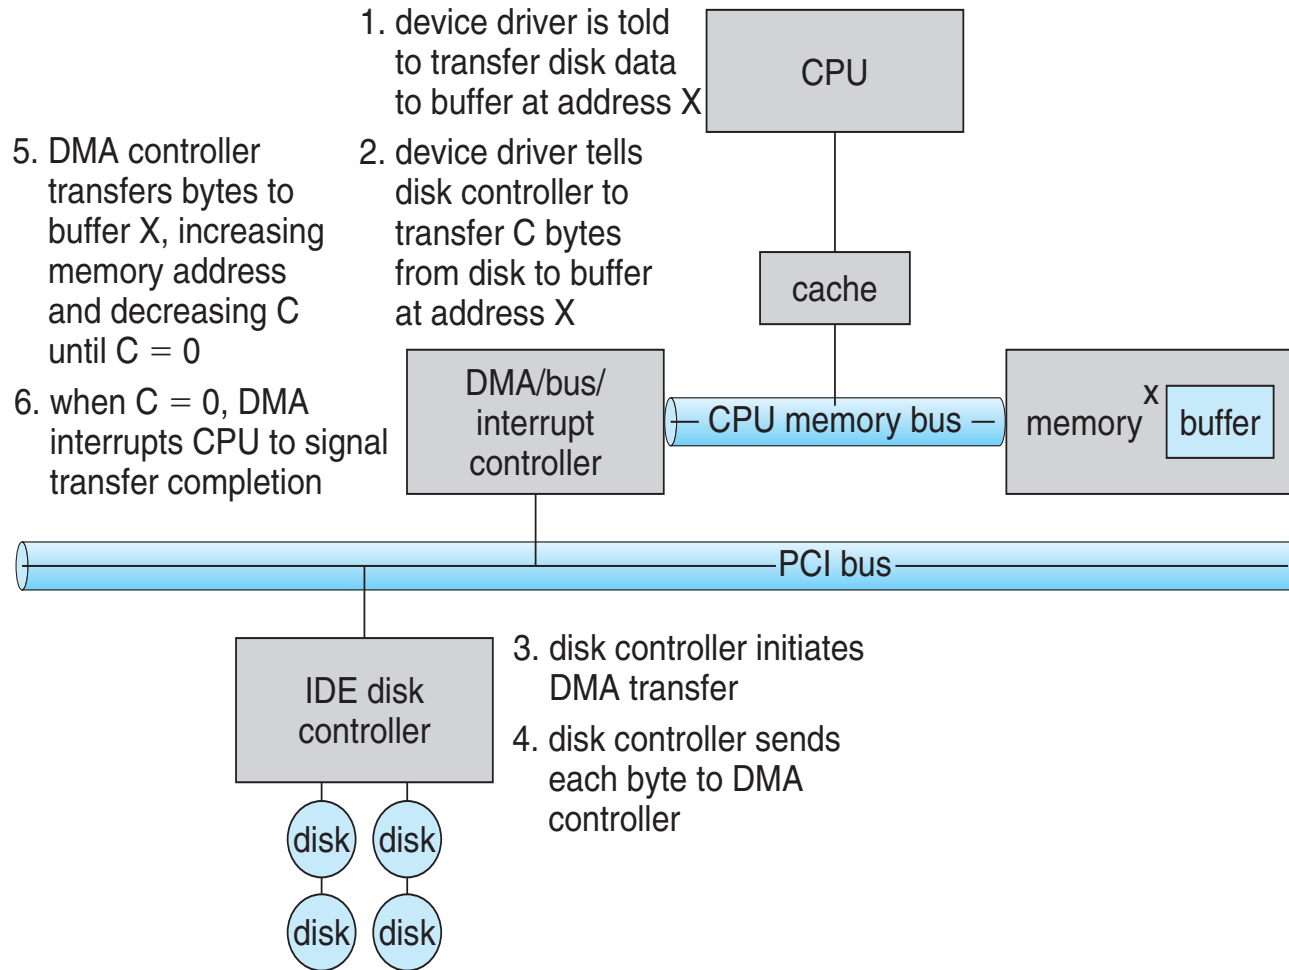 1. device driver is told
to transfer disk data
to buffer at address X
2. device driver tells
disk controller to
transfer C bytes
from disk to buffer
at address X
5. DMA controller
transfers bytes to
buffer X, increasing
memory address
and decreasing C
until C = 0
6. when C = 0, DMA
interrupts CPU to signal
transfer completion
CPU
cache
DMA/bus/
interrupt
controller
CPU memory bus
memory
x
buffer
PCI bus
IDE disk
controller
3. disk controller initiates
DMA transfer
4. disk controller sends
each byte to DMA
controller
disk
disk
disk
disk